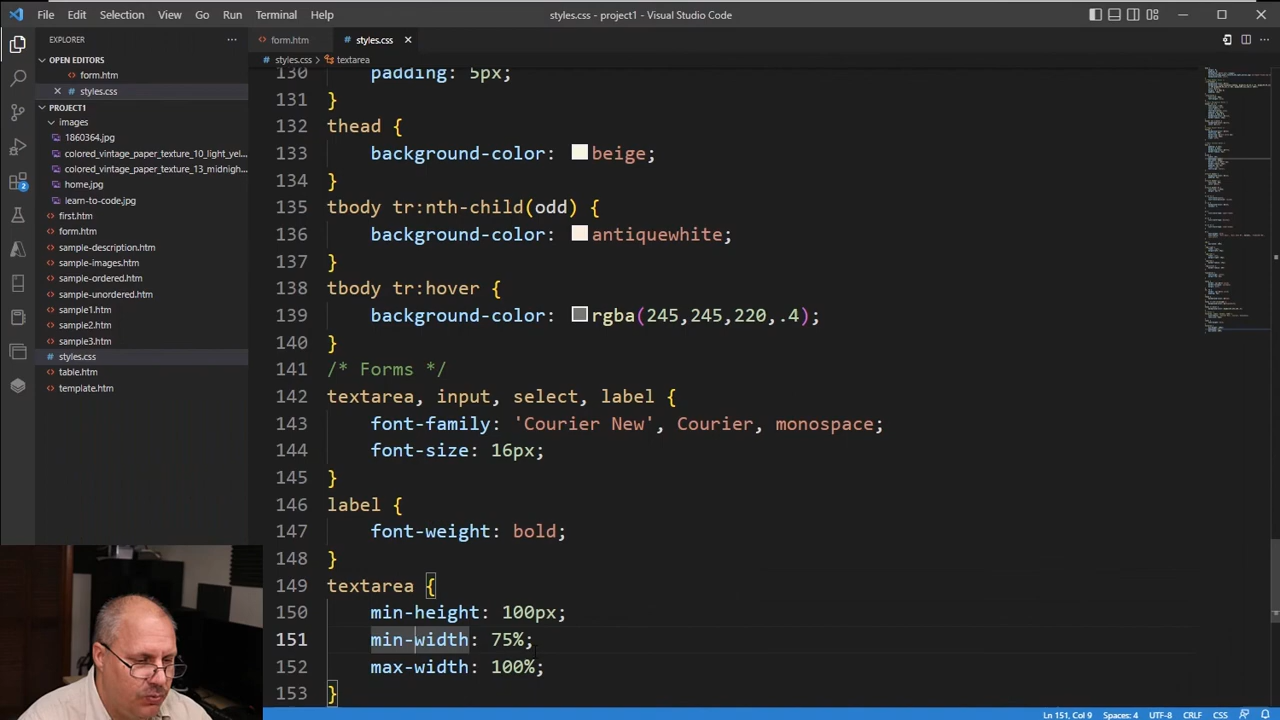 File Edit Selection View Go Run Terminal Help
styles.css - project1 - Visual Studio Code
EXPLORER
OPEN EDITORS
form.htm
styles.css
PROJECT1
images
1860364.jpg
colored_vintage_paper_texture_10_light_yel...
colored_vintage_paper_texture_13_midnigh...
home.jpg
learn-to-code.jpg
first.htm
form.htm
sample-description.htm
sample-images.htm
sample-ordered.htm
sample-unordered.htm
sample1.htm
sample2.htm
sample3.htm
styles.css
table.htm
template.htm
2
form.htm styles.css
styles.css textarea
130 padding: 5px;
131 }
132 thead {
133 background-color: beige;
134 }
135 tbody tr:nth-child(odd) {
136 background-color: antiquewhite;
137 }
138 tbody tr:hover {
139 background-color: rgba(245,245,220,.4);
140 }
141 /* Forms */
142 textarea, input, select, label {
143 font-family: 'Courier New', Courier, monospace;
144 font-size: 16px;
145 }
146 label {
147 font-weight: bold;
148 }
149 textarea {
150 min-height: 100px;
151 min-width: 75%;
152 max-width: 100%;
153 }
Ln 151, Col 9 Spaces: 4 UTF-8 CRLF CSS